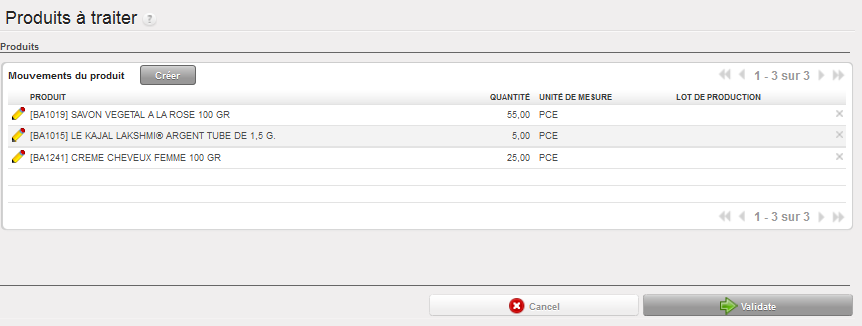 Produits à traiter ?
Produits
Mouvements du produit Créer 1 - 3 sur 3
PRODUIT QUANTITÉ UNITÉ DE MESURE LOT DE PRODUCTION
[BA1019] SAVON VEGETAL A LA ROSE 100 GR 55,00 PCE
[BA1015] LE KAJAL LAKSHMI® ARGENT TUBE DE 1,5 G. 5,00 PCE
[BA1241] CREME CHEVEUX FEMME 100 GR 25,00 PCE
1 - 3 sur 3
Cancel Validate